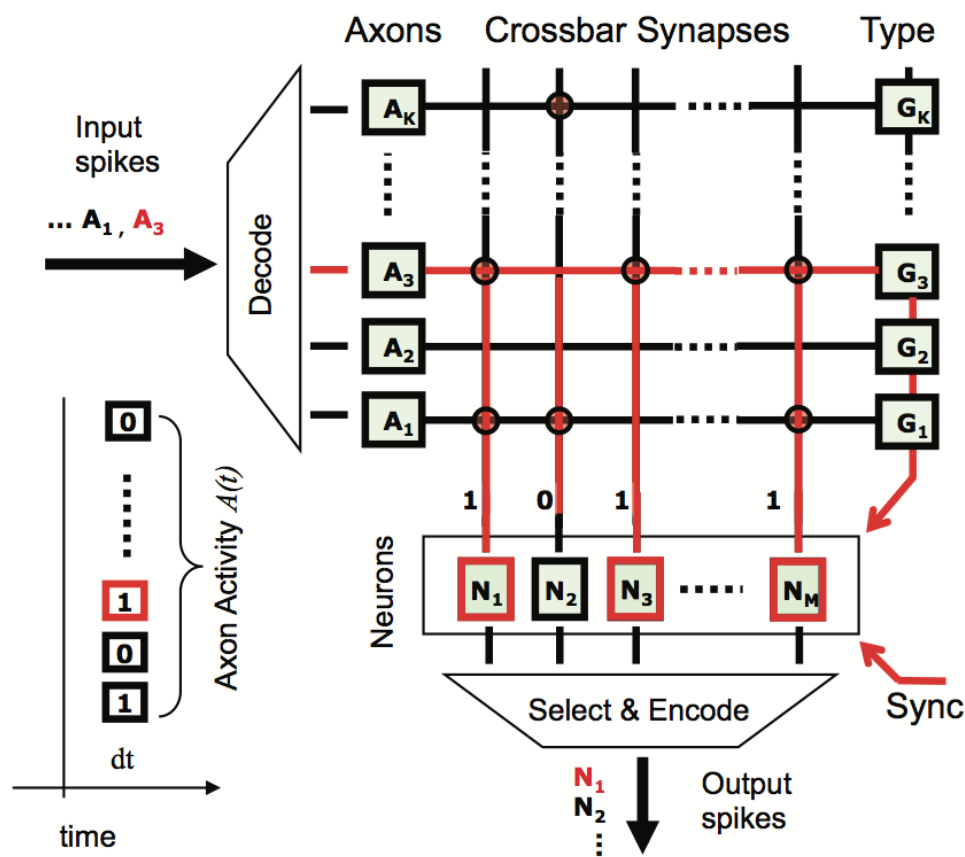 Axons Crossbar Synapses Type
Input
spikes
... A1 , A3
Decode
AK
GK
A3
G3
A2
G2
A1
G1
1 0 1 1
Neurons
N1 N2 N3 NM
Sync
Select & Encode
N1
N2
...
Output
spikes
0
1
0
1
Axon Activity A(t)
dt
time